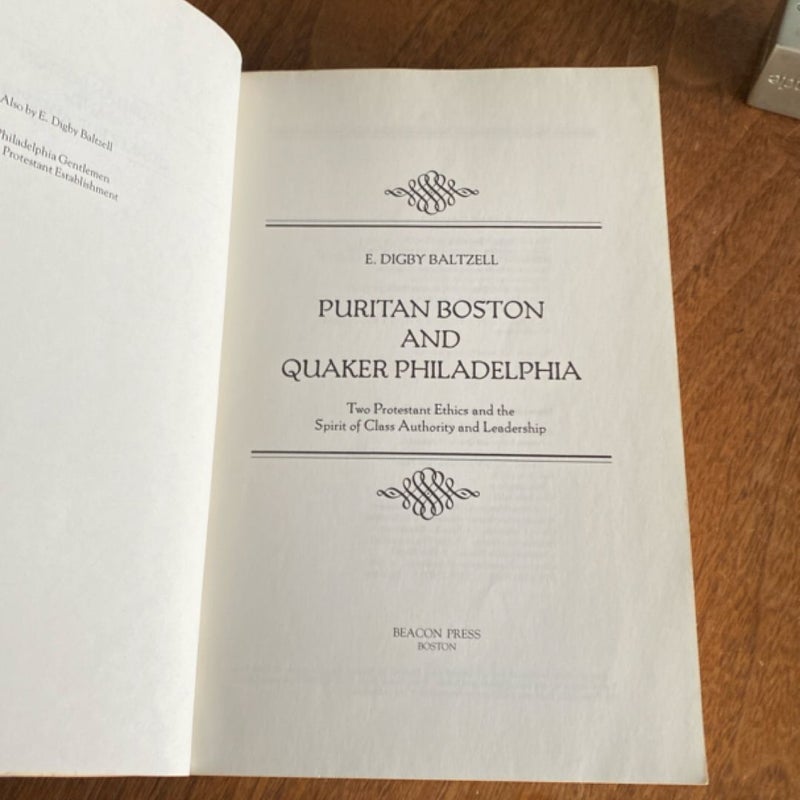 Also by E. Digby Baltzell
Philadelphia Gentlemen
Protestant Establishment
E. DIGBY BALTZELL
PURITAN BOSTON
AND
QUAKER PHILADELPHIA
Two Protestant Ethics and the
Spirit of Class Authority and Leadership
BEACON PRESS
BOSTON